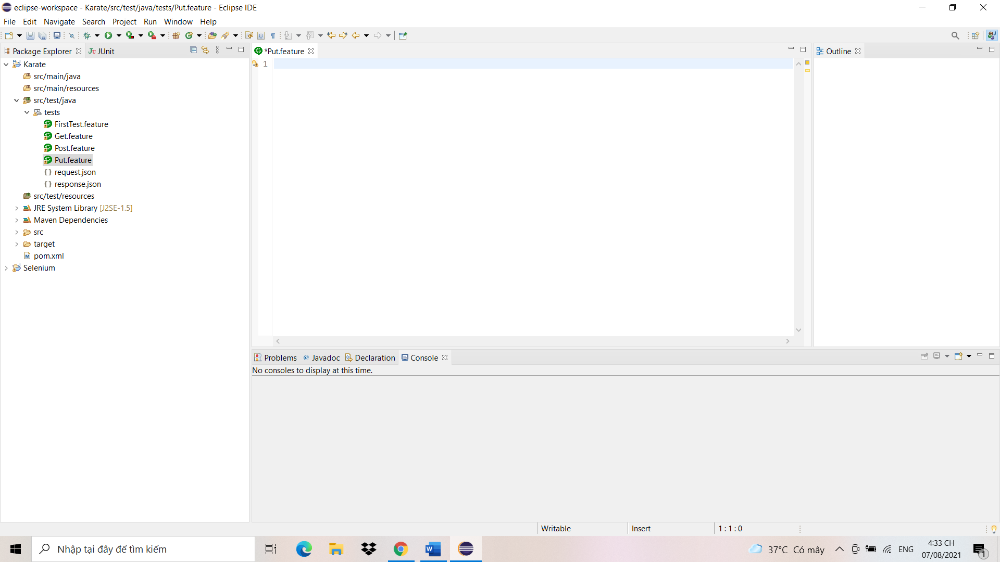 eclipse-workspace - Karate/src/test/java/tests/Put.feature - Eclipse IDE
File Edit Navigate Search Project Run Window Help
Package Explorer JUnit
*Put.feature
Outline
1
Karate
src/main/java
src/main/resources
src/test/java
tests
FirstTest.feature
Get.feature
Post.feature
Put.feature
request.json
response.json
src/test/resources
JRE System Library [J2SE-1.5]
Maven Dependencies
src
target
pom.xml
Selenium
Problems @ Javadoc Declaration Console
No consoles to display at this time.
Writable Insert 1 : 1 : 0
Nhập tại đây để tìm kiếm
37°C Có mây ENG
4:33 CH
07/08/2021
1